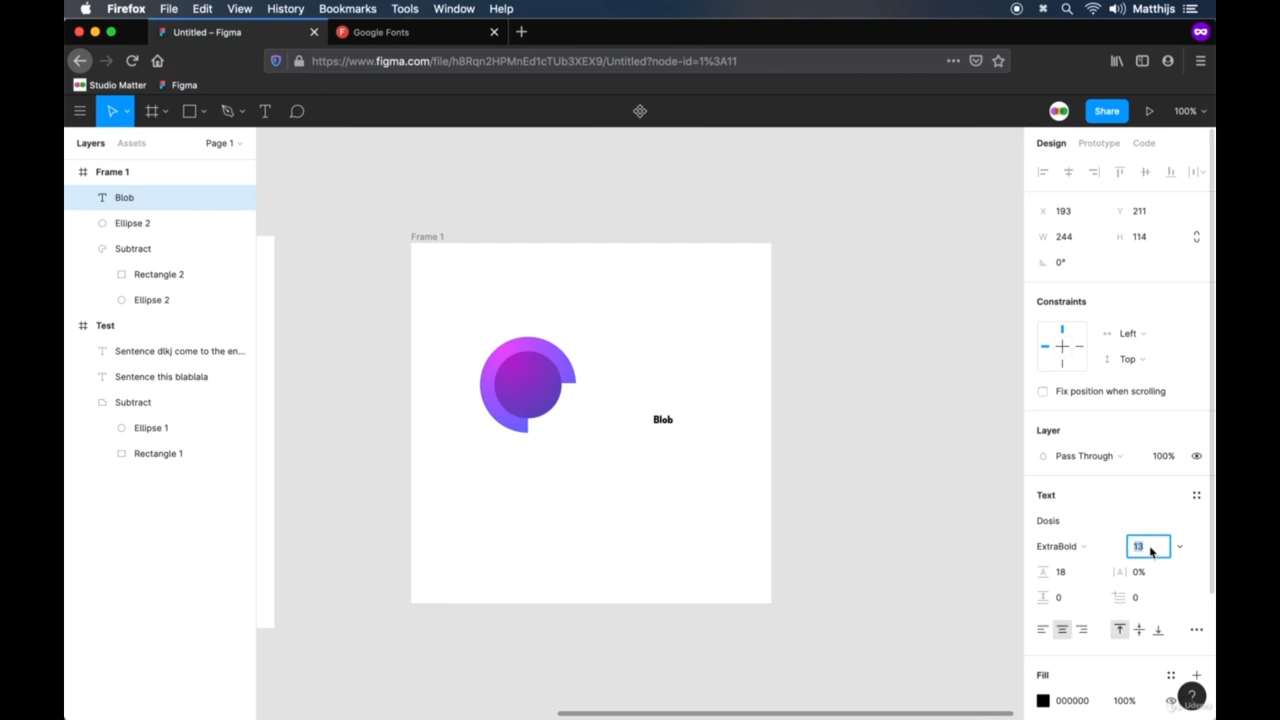 Firefox File Edit View History Bookmarks Tools Window Help Matthijs
Untitled – Figma Google Fonts
https://www.figma.com/file/h8Rqn2HPMnEd1cTUb3XEX9/Untitled?node-id=1%3A11
Studio Matter Figma
Share 100%
Layers Assets Page 1
Design Prototype Code
Frame 1
Blob
Ellipse 2
Subtract
Rectangle 2
Ellipse 2
Test
Sentence dlkj come to the en...
Sentence this blablala
Subtract
Ellipse 1
Rectangle 1
Frame 1
Blob
X 193 Y 211
W 244 H 114
0°
Constraints
Left
Top
Fix position when scrolling
Layer
Pass Through 100%
Text
Dosis
ExtraBold 13
A 18 |A| 0%
0 0
Fill
000000 100%
?
Udemy